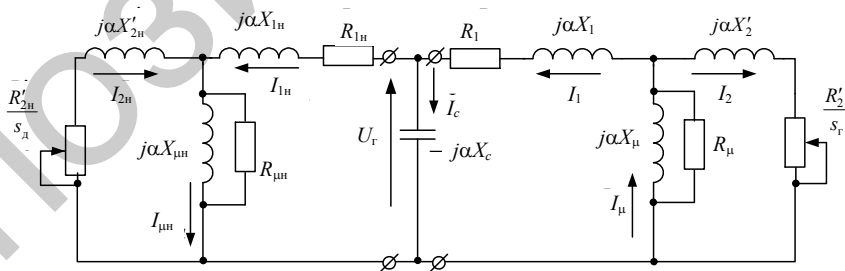 jαX′2н
jαX1н
R1н
R1
jαX1
jαX′2
I2н
I1н
I1
I2
R′2н
sд
Ic
R′2
sг
jαXμн
Rμн
Uг
− jαXc
jαXμ
Rμ
Iμн
Iμ